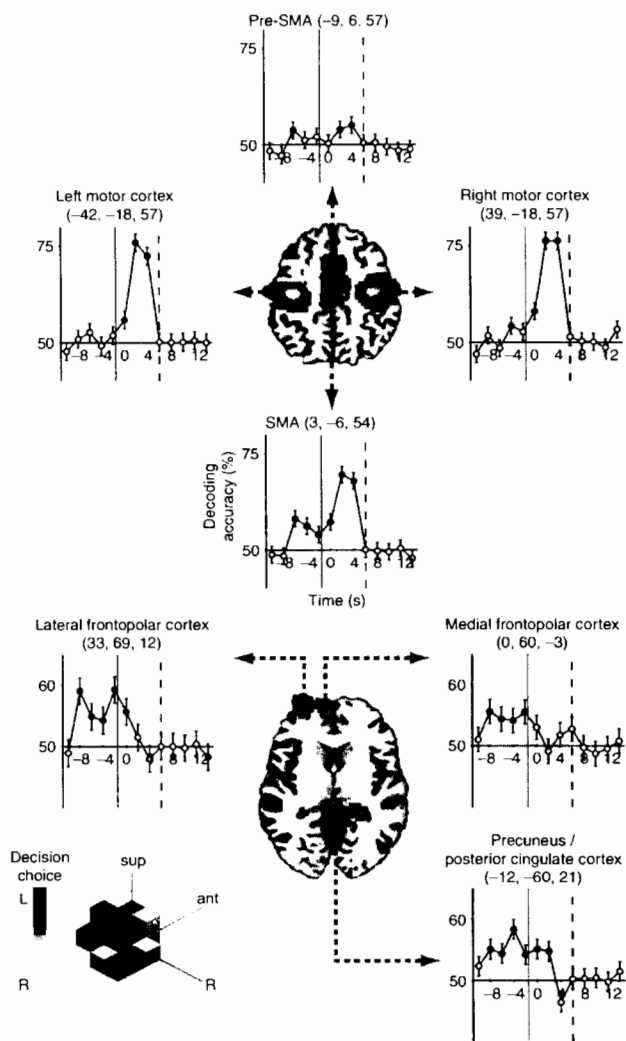 Pre-SMA (−9, 6, 57)
75
50
−8 −4 0 4 8 12
Left motor cortex
(−42, −18, 57)
75
50
−8 −4 0 4 8 12
Right motor cortex
(39, −18, 57)
75
50
−8 −4 0 4 8 12
SMA (3, −6, 54)
75
Decoding
accuracy (%)
50
−8 −4 0 4 8 12
Time (s)
Lateral frontopolar cortex
(33, 69, 12)
60
50
−8 −4 0 4 8 12
Medial frontopolar cortex
(0, 60, −3)
60
50
−8 −4 0 4 8 12
Decision
choice
L
R
sup
ant
R
Precuneus /
posterior cingulate cortex
(−12, −60, 21)
60
50
−8 −4 0 4 8 12